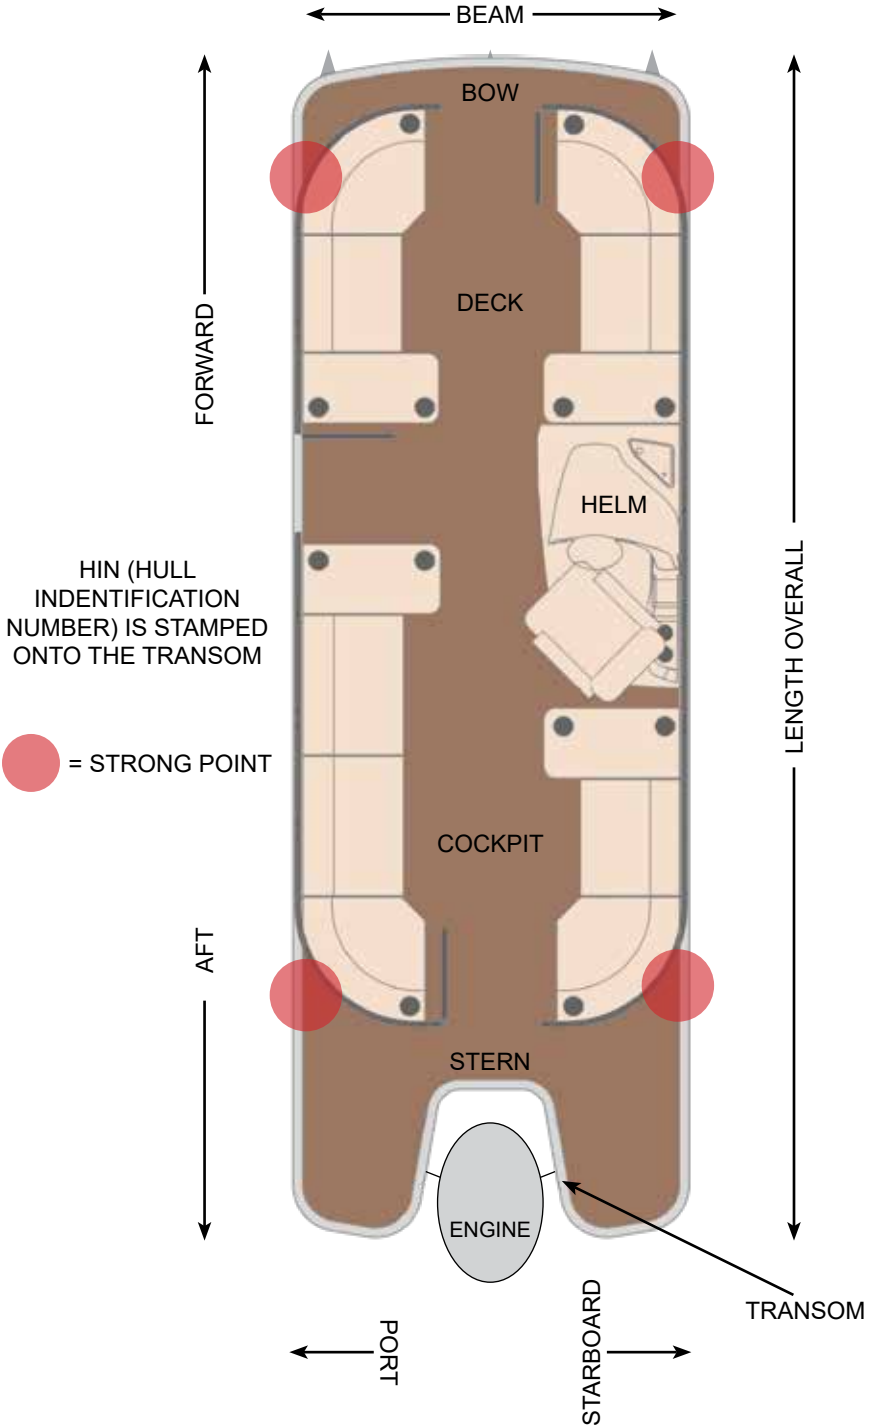 BEAM
BOW
DECK
FORWARD
HELM
HIN (HULL
INDENTIFICATION
NUMBER) IS STAMPED
ONTO THE TRANSOM
LENGTH OVERALL
= STRONG POINT
COCKPIT
AFT
STERN
ENGINE
TRANSOM
PORT
STARBOARD